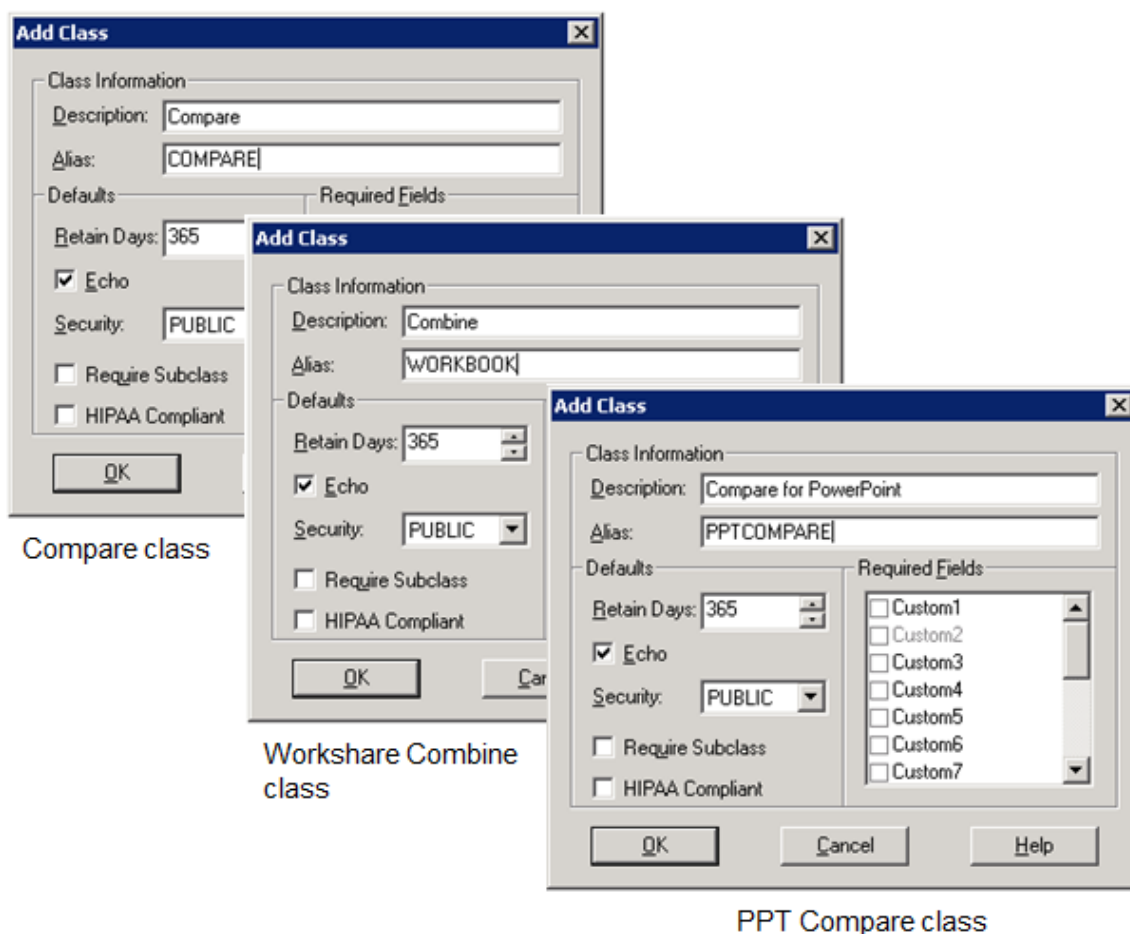 Add Class
Class Information
Description: Compare
Alias: COMPARE
Defaults
Required Fields
Retain Days: 365
Echo
Security: PUBLIC
Require Subclass
HIPAA Compliant
OK
Compare class
Add Class
Class Information
Description: Combine
Alias: WORKBOOK
Defaults
Retain Days: 365
Echo
Security: PUBLIC
Require Subclass
HIPAA Compliant
OK Car
Workshare Combine
class
Add Class
Class Information
Description: Compare for PowerPoint
Alias: PPTCOMPARE
Defaults
Required Fields
Retain Days: 365
Echo
Security: PUBLIC
Require Subclass
HIPAA Compliant
Custom1
Custom2
Custom3
Custom4
Custom5
Custom6
Custom7
OK Cancel Help
PPT Compare class